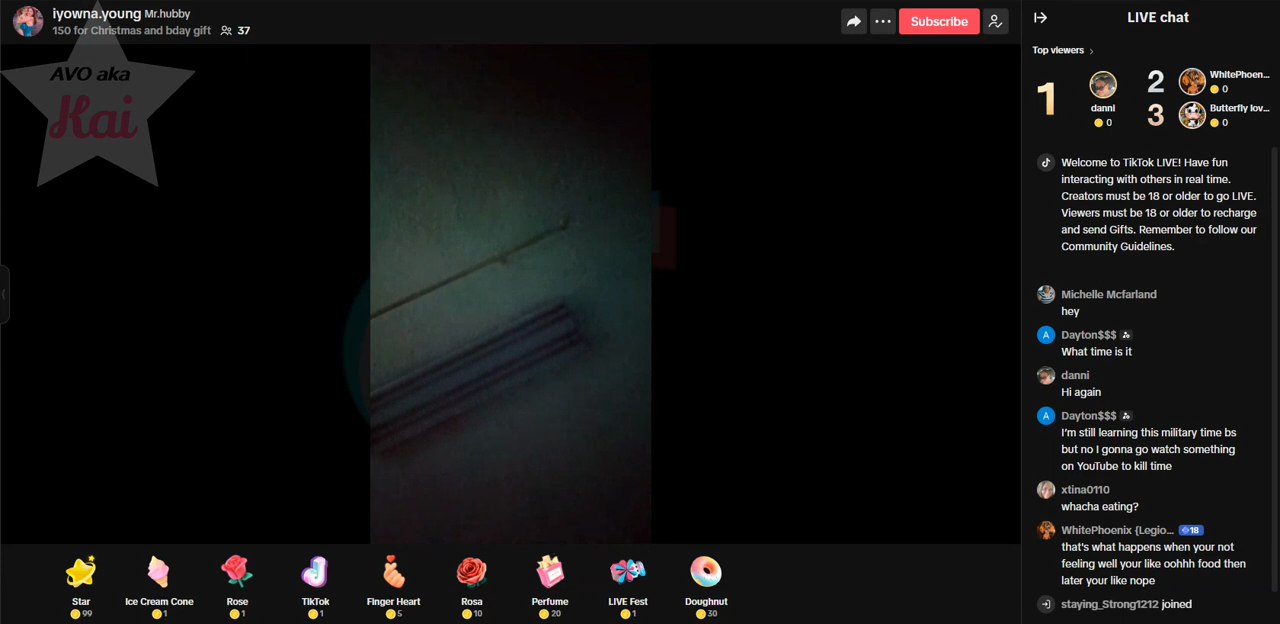 iyowna.young Mr.hubby
150 for Christmas and bday gift 37
Subscribe
AVO aka
Kai
LIVE chat
Top viewers
1
danni
0
2
WhitePhoen...
0
3
Butterfly lov...
0
Welcome to TikTok LIVE! Have fun
interacting with others in real time.
Creators must be 18 or older to go LIVE.
Viewers must be 18 or older to recharge
and send Gifts. Remember to follow our
Community Guidelines.
Michelle Mcfarland
hey
A
Dayton$$$
What time is it
danni
Hi again
A
Dayton$$$
I'm still learning this military time bs
but no I gonna go watch something
on YouTube to kill time
xtina0110
whacha eating?
WhitePhoenix {Legio... 18
that's what happens when your not
feeling well your like oohhh food then
later your like nope
staying_Strong1212 joined
Star
99
Ice Cream Cone
1
Rose
1
TikTok
1
Finger Heart
5
Rosa
10
Perfume
20
LIVE Fest
1
Doughnut
30